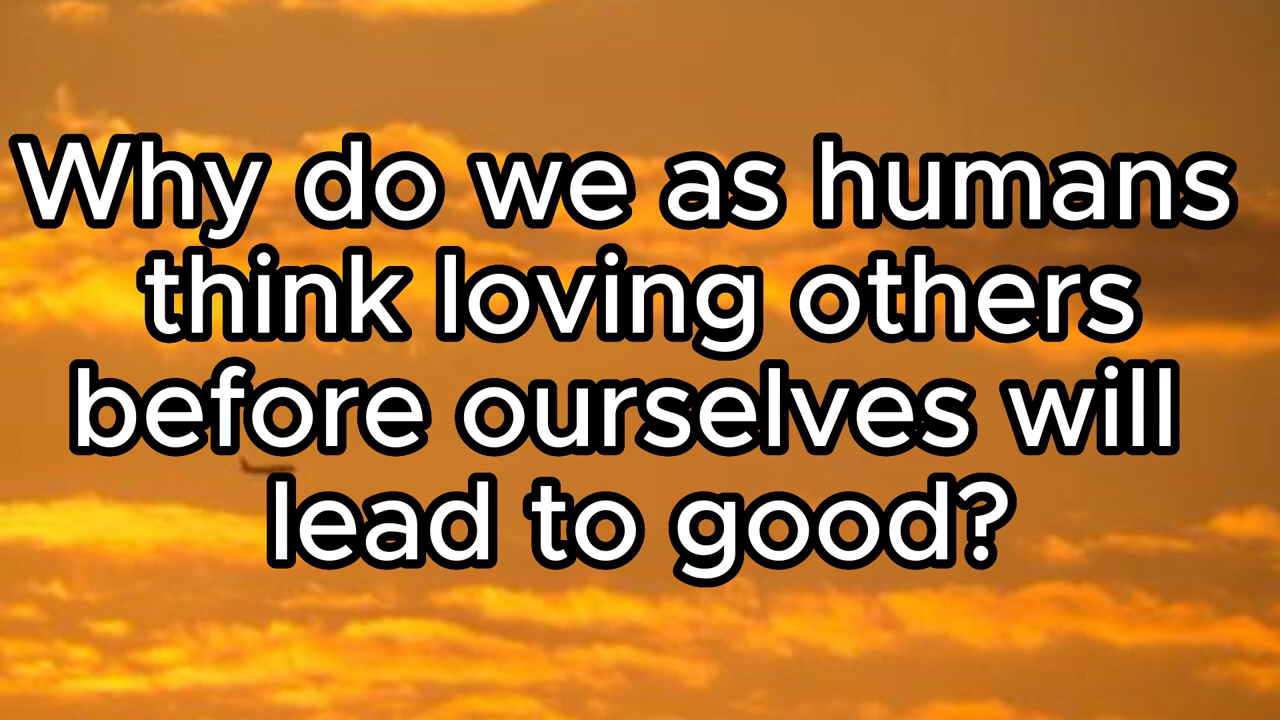 Why do we as humans
think loving others
before ourselves will
lead to good?